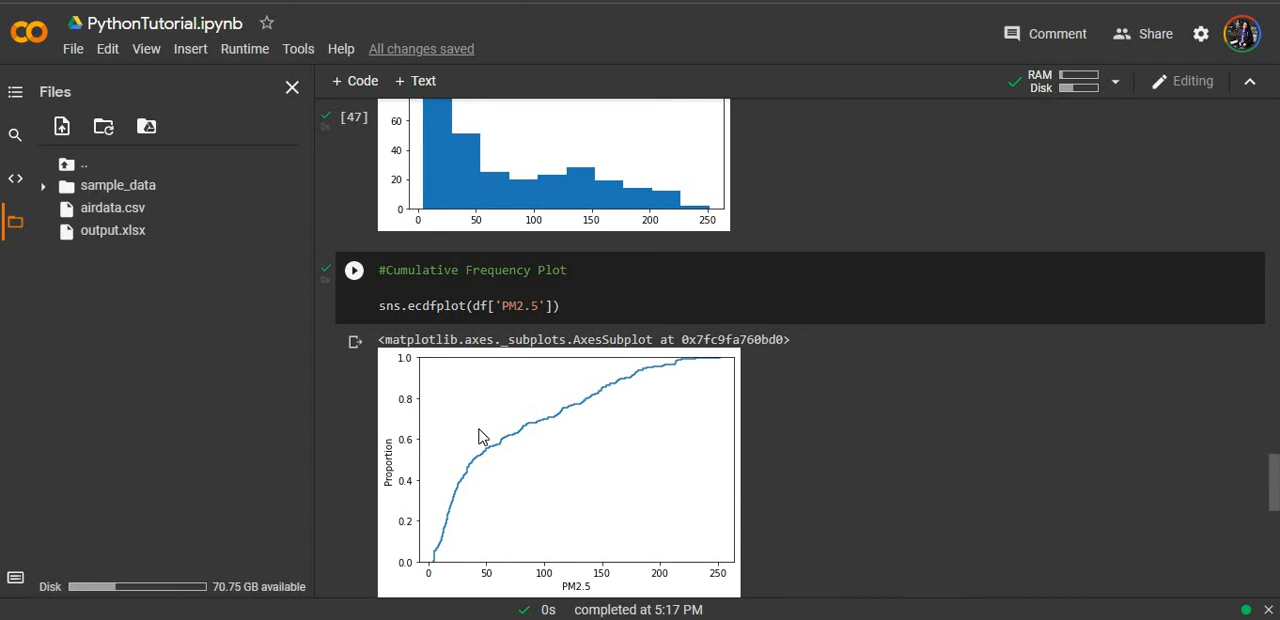 PythonTutorial.ipynb
File Edit View Insert Runtime Tools Help All changes saved
Comment Share
Files
+ Code + Text
RAM
Disk
Editing
..
sample_data
airdata.csv
output.xlsx
[47]
0s
60
40
20
0
0 50 100 150 200 250
0s
#Cumulative Frequency Plot
sns.ecdfplot(df['PM2.5'])
<matplotlib.axes._subplots.AxesSubplot at 0x7fc9fa760bd0>
1.0
0.8
0.6
0.4
0.2
0.0
Proportion
0 50 100 150 200 250
PM2.5
Disk 70.75 GB available
0s completed at 5:17 PM